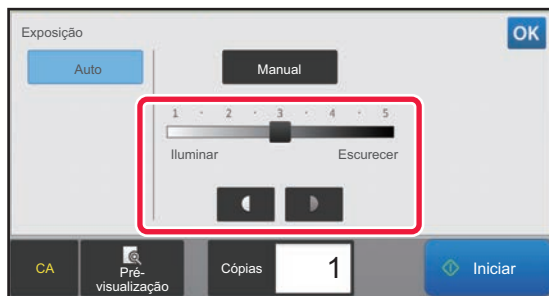 Exposição
OK
Auto
Manual
1 · 2 · 3 · 4 · 5
Iluminar
Escurecer
CA
Pré-
visualização
Cópias
1
Iniciar